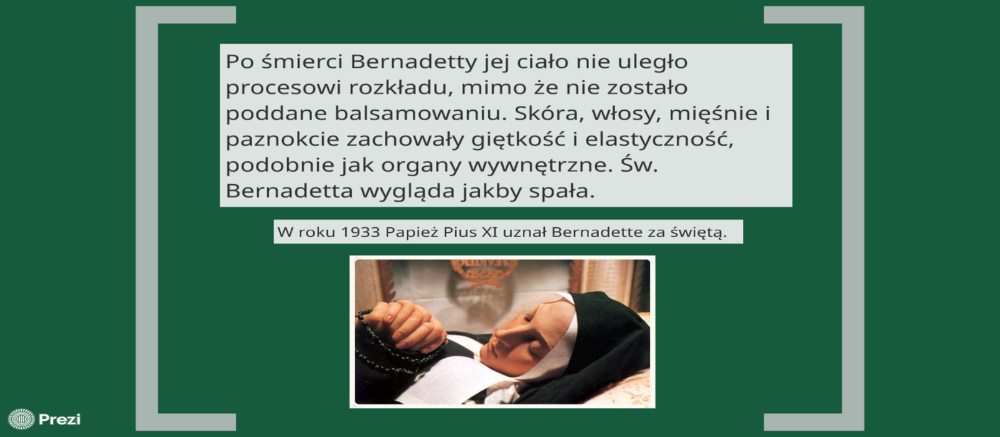 Po śmierci Bernadetty jej ciało nie uległo
procesowi rozkładu, mimo że nie zostało
poddane balsamowaniu. Skóra, włosy, mięśnie i
paznokcie zachowały giętkość i elastyczność,
podobnie jak organy wywnętrzne. Św.
Bernadetta wygląda jakby spała.
W roku 1933 Papież Pius XI uznał Bernadette za świętą.
Prezi